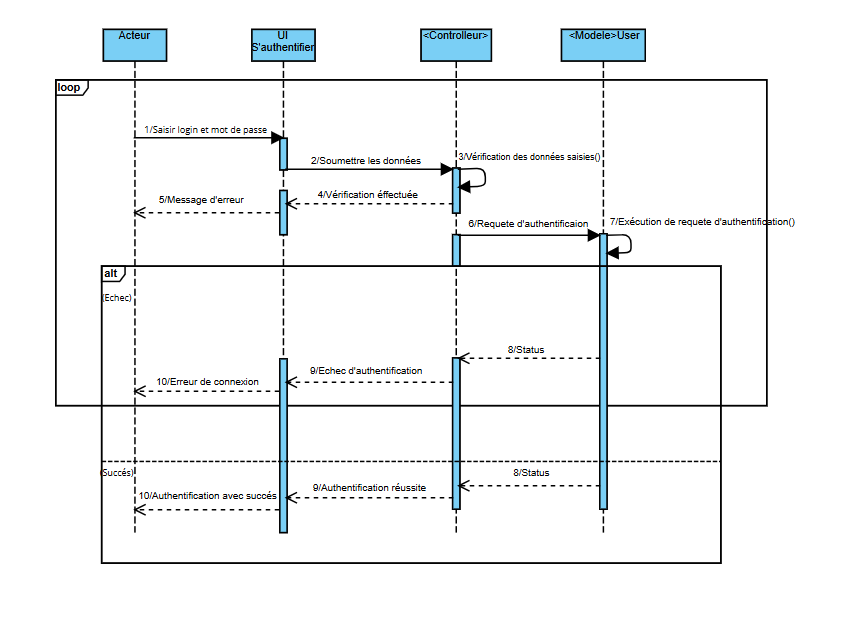 Acteur
UI
S'authentifier
<Controlleur>
<Modele>User
loop
1/Saisir login et mot de passe
2/Soumettre les données
3/Vérification des données saisies()
4/Vérification éffectuée
5/Message d'erreur
6/Requete d'authentificaion
7/Exécution de requete d'authentification()
alt
(Echec)
8/Status
9/Echec d'authentification
10/Erreur de connexion
(Succés)
8/Status
9/Authentification réussite
10/Authentification avec succés